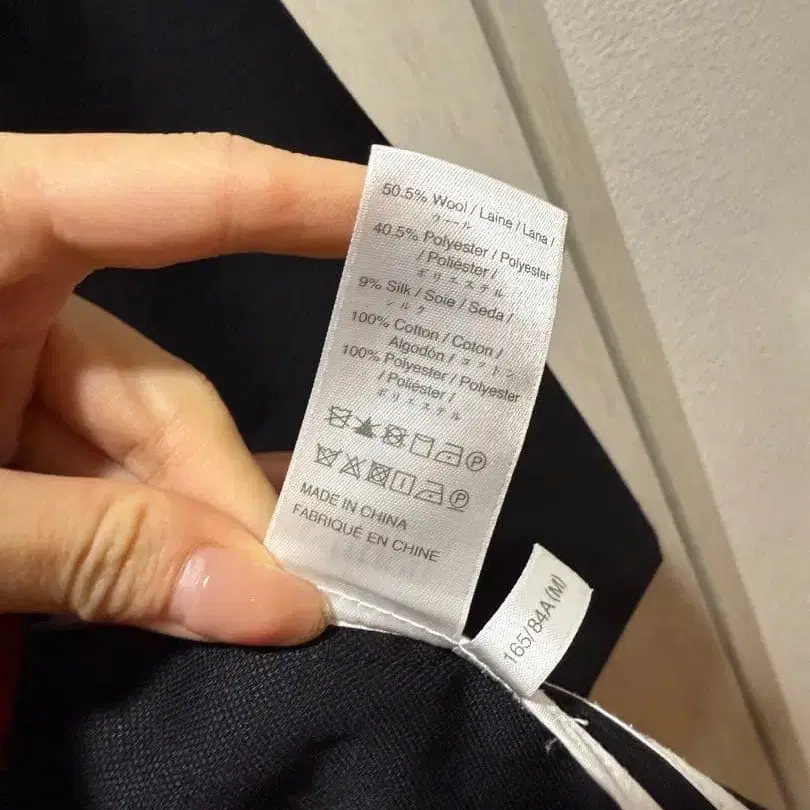 50.5% Wool / Laine / Lana /
ウール
40.5% Polyester / Polyester
/ Poliéster /
ポリエステル
9% Silk / Soie / Seda /
シルク
100% Cotton / Coton /
Algodón / コットン
100% Polyester / Polyester
/ Poliéster /
ポリエステル
P
P
MADE IN CHINA
FABRIQUÉ EN CHINE
165/84A(M)